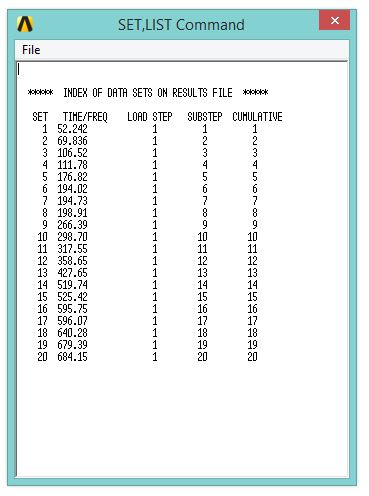 SET,LIST Command
File
***** INDEX OF DATA SETS ON RESULTS FILE *****
SET TIME/FREQ LOAD STEP SUBSTEP CUMULATIVE
1 52.242 1 1 1
2 69.836 1 2 2
3 106.52 1 3 3
4 111.78 1 4 4
5 176.82 1 5 5
6 194.02 1 6 6
7 194.73 1 7 7
8 198.91 1 8 8
9 266.39 1 9 9
10 298.70 1 10 10
11 317.55 1 11 11
12 358.65 1 12 12
13 427.65 1 13 13
14 519.74 1 14 14
15 525.42 1 15 15
16 595.75 1 16 16
17 596.07 1 17 17
18 640.28 1 18 18
19 679.39 1 19 19
20 684.15 1 20 20